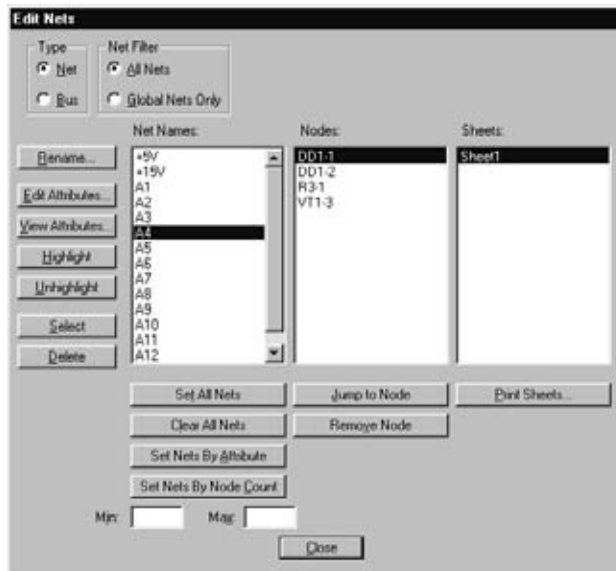 Edit Nets
Type
Net Filter
Net
All Nets
Bus
Global Nets Only
Net Names:
Nodes:
Sheets:
Rename...
Edit Attributes...
View Attributes...
Highlight
Unhighlight
Select
Delete
+5V
+15V
A1
A2
A3
A4
A5
A6
A7
A8
A9
A10
A11
A12
DD1-1
DD1-2
R3-1
VT1-3
Sheet1
Set All Nets
Jump to Node
Print Sheets...
Clear All Nets
Remove Node
Set Nets By Attribute
Set Nets By Node Count
Min:
Max:
Close